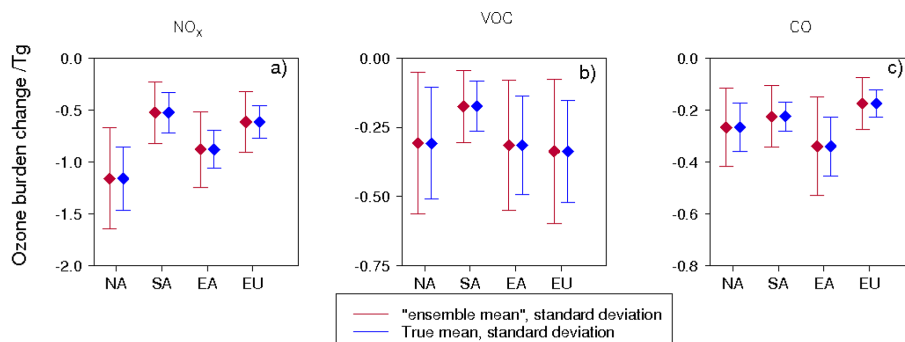 NOx
VOC
CO
Ozone burden change /Tg
a)
b)
c)
0.0
-0.5
-1.0
-1.5
-2.0
0.00
-0.25
-0.50
-0.75
0.0
-0.2
-0.4
-0.6
-0.8
NA SA EA EU
NA SA EA EU
NA SA EA EU
"ensemble mean", standard deviation
True mean, standard deviation